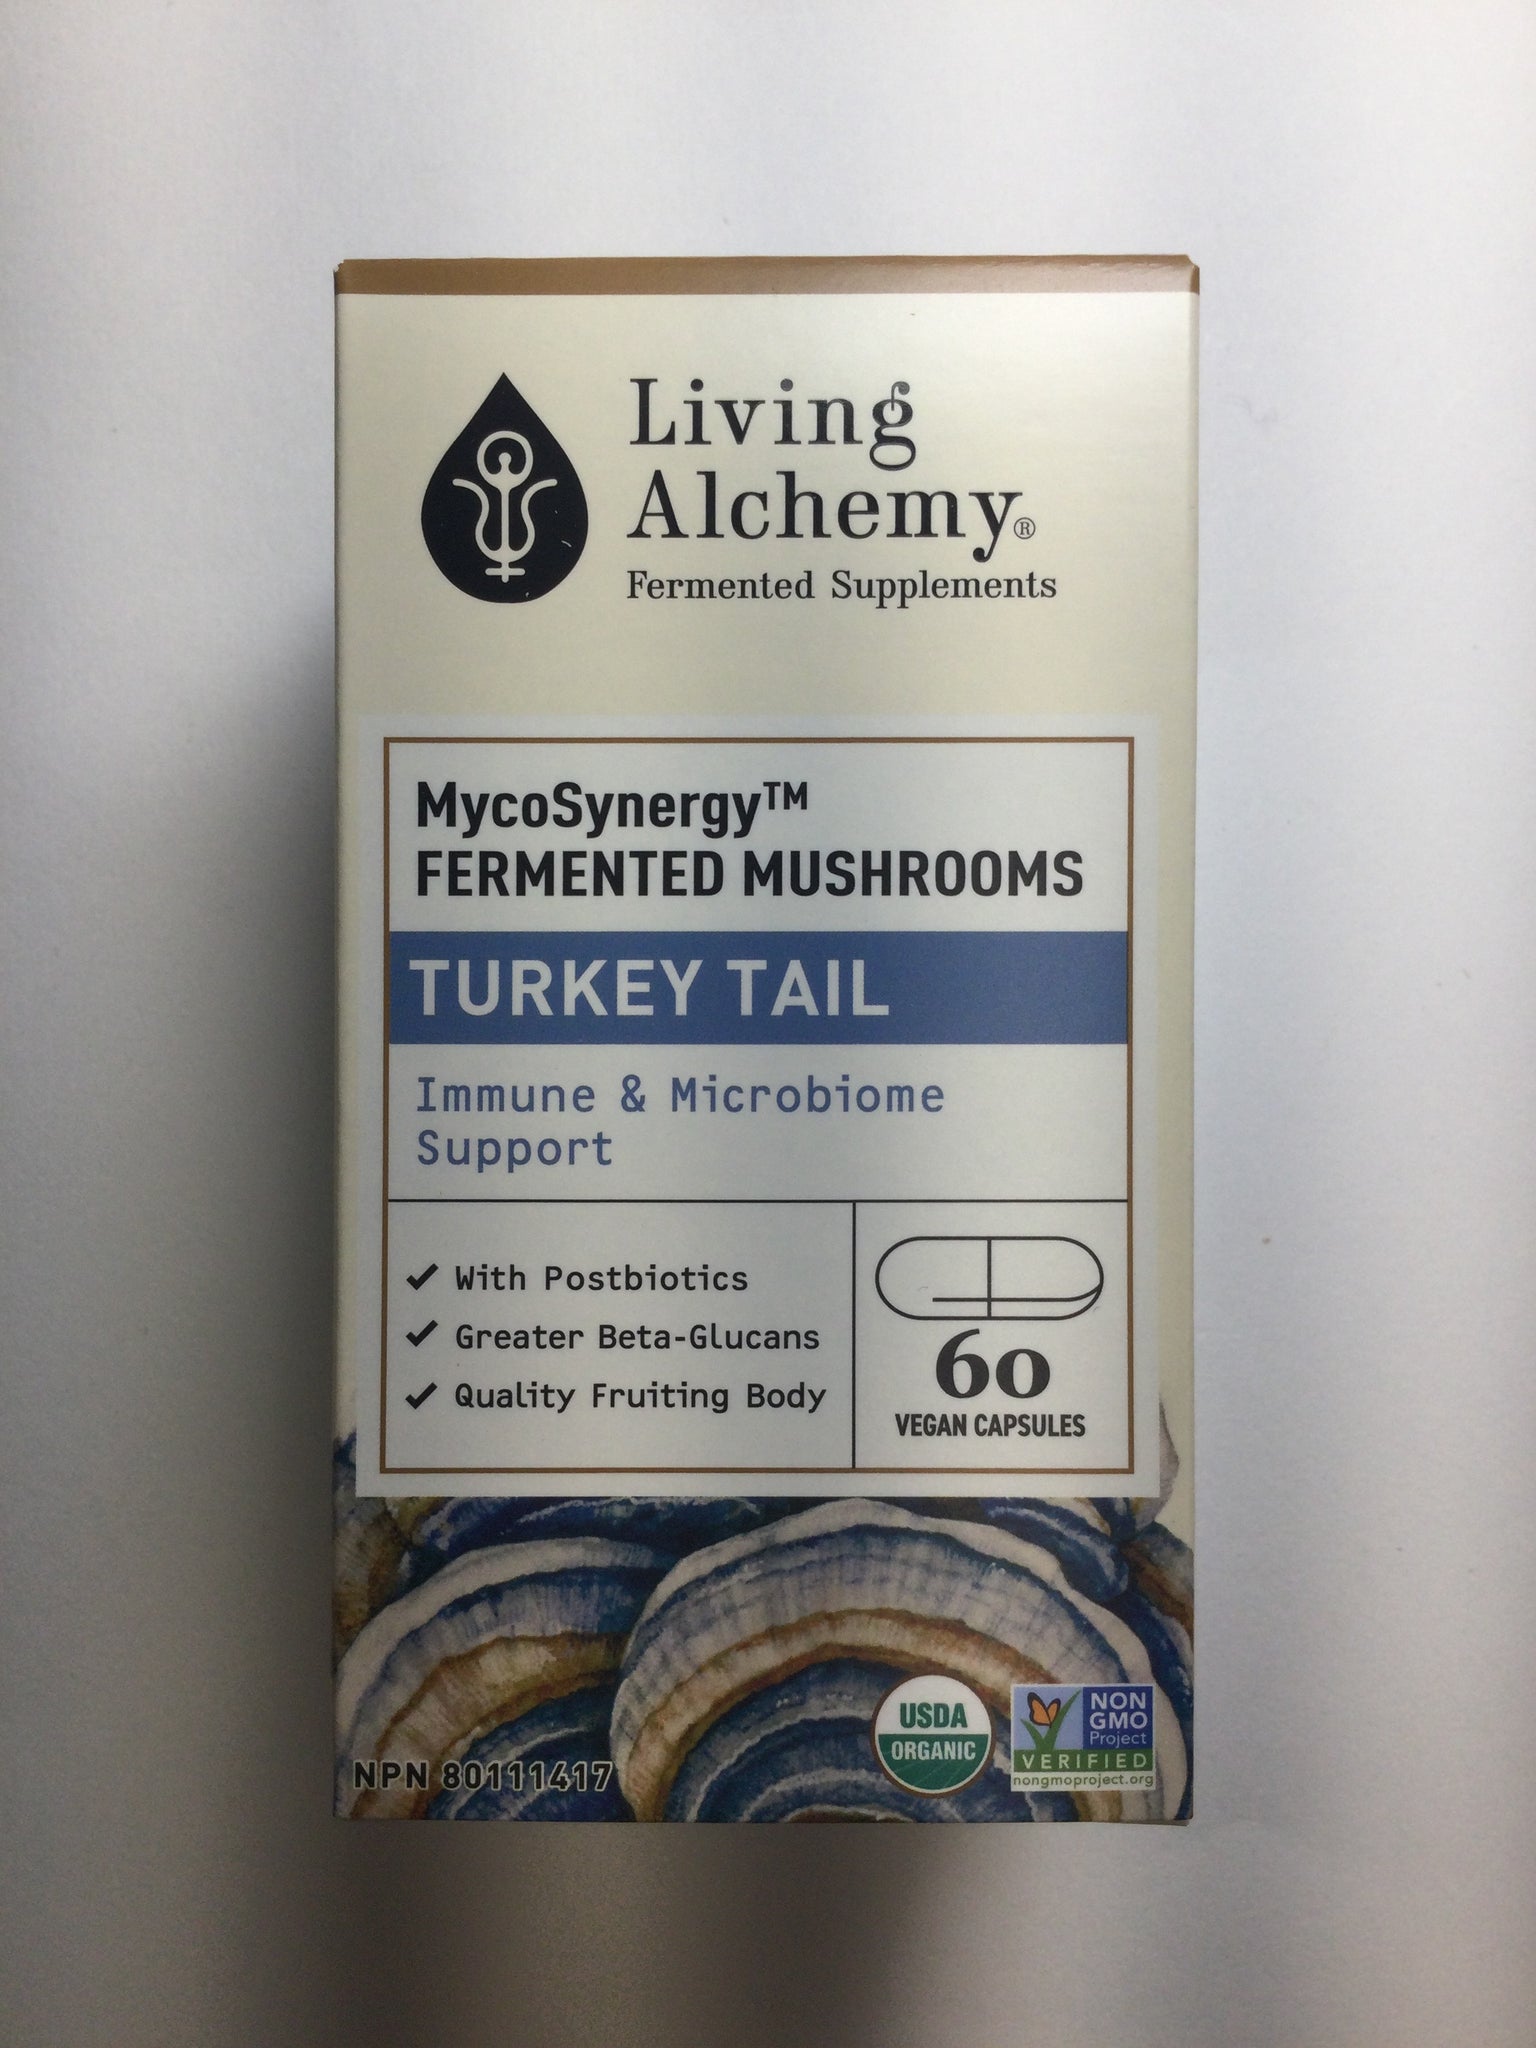 Living
Alchemy®
Fermented Supplements
MycoSynergy™
FERMENTED MUSHROOMS
TURKEY TAIL
Immune & Microbiome
Support
✓ With Postbiotics
✓ Greater Beta-Glucans
✓ Quality Fruiting Body
60
VEGAN CAPSULES
NPN 80111417
USDA
ORGANIC
NON
GMO
Project
VERIFIED
nongmoproject.org